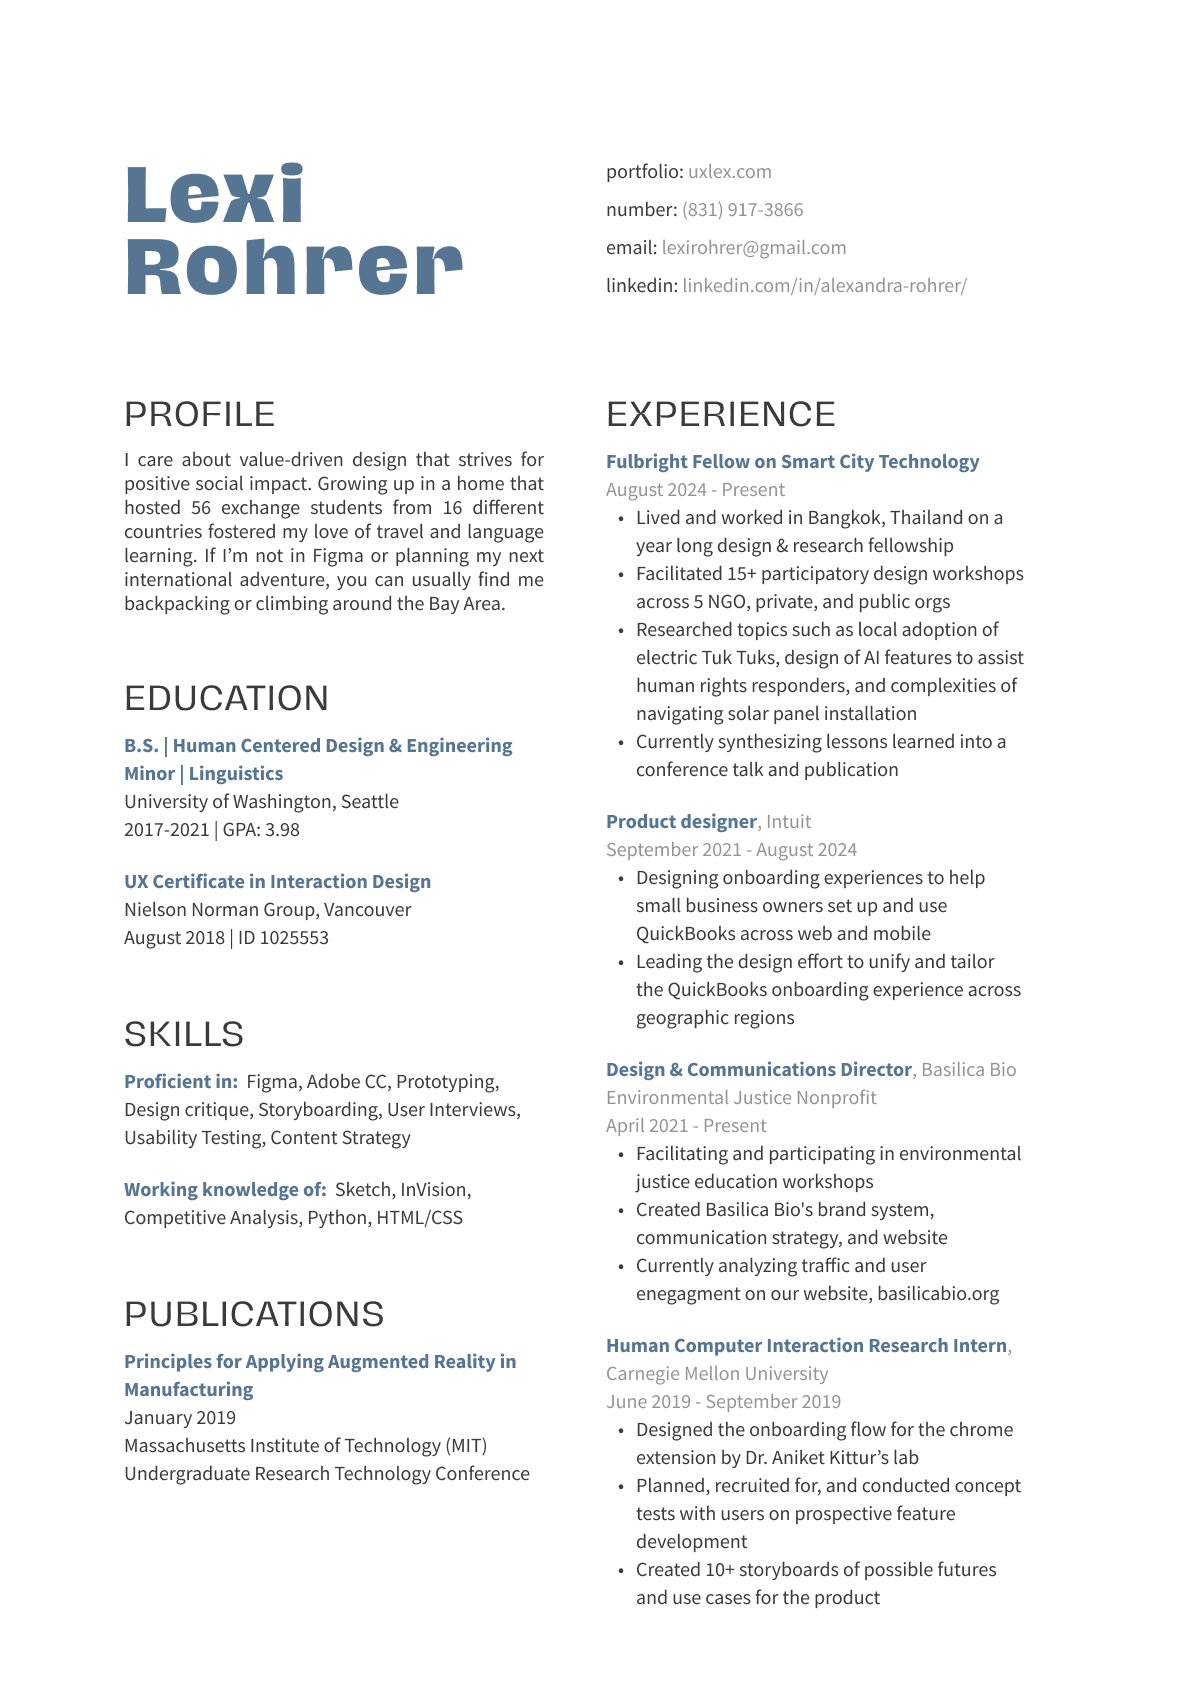 Lexi
Rohrer
portfolio: uxlex.com
number: (831) 917-3866
email: lexirohrer@gmail.com
linkedin: linkedin.com/in/alexandra-rohrer/
PROFILE
I care about value-driven design that strives for
positive social impact. Growing up in a home that
hosted 56 exchange students from 16 different
countries fostered my love of travel and language
learning. If I’m not in Figma or planning my next
international adventure, you can usually find me
backpacking or climbing around the Bay Area.
EDUCATION
B.S. | Human Centered Design & Engineering
Minor | Linguistics
University of Washington, Seattle
2017-2021 | GPA: 3.98
UX Certificate in Interaction Design
Nielson Norman Group, Vancouver
August 2018 | ID 1025553
SKILLS
Proficient in: Figma, Adobe CC, Prototyping,
Design critique, Storyboarding, User Interviews,
Usability Testing, Content Strategy
Working knowledge of: Sketch, InVision,
Competitive Analysis, Python, HTML/CSS
PUBLICATIONS
Principles for Applying Augmented Reality in
Manufacturing
January 2019
Massachusetts Institute of Technology (MIT)
Undergraduate Research Technology Conference
EXPERIENCE
Fulbright Fellow on Smart City Technology
August 2024 - Present
• Lived and worked in Bangkok, Thailand on a
year long design & research fellowship
• Facilitated 15+ participatory design workshops
across 5 NGO, private, and public orgs
• Researched topics such as local adoption of
electric Tuk Tuks, design of AI features to assist
human rights responders, and complexities of
navigating solar panel installation
• Currently synthesizing lessons learned into a
conference talk and publication
Product designer, Intuit
September 2021 - August 2024
• Designing onboarding experiences to help
small business owners set up and use
QuickBooks across web and mobile
• Leading the design effort to unify and tailor
the QuickBooks onboarding experience across
geographic regions
Design & Communications Director, Basilica Bio
Environmental Justice Nonprofit
April 2021 - Present
• Facilitating and participating in environmental
justice education workshops
• Created Basilica Bio's brand system,
communication strategy, and website
• Currently analyzing traffic and user
enegagment on our website, basilicabio.org
Human Computer Interaction Research Intern,
Carnegie Mellon University
June 2019 - September 2019
• Designed the onboarding flow for the chrome
extension by Dr. Aniket Kittur’s lab
• Planned, recruited for, and conducted concept
tests with users on prospective feature
development
• Created 10+ storyboards of possible futures
and use cases for the product